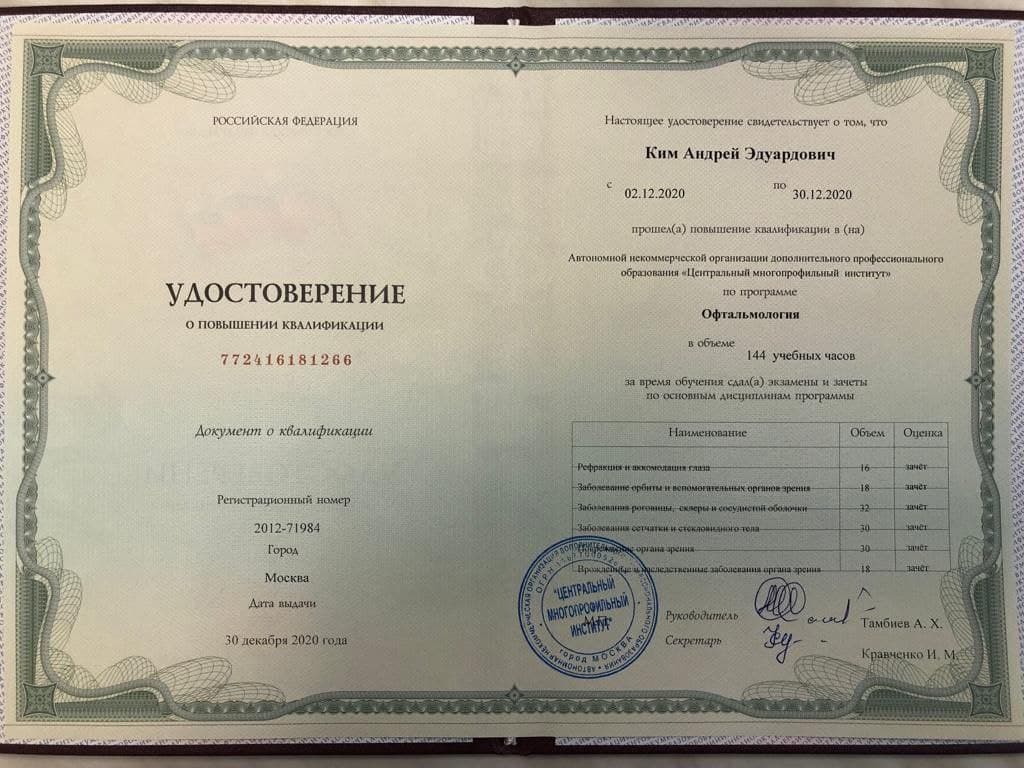 РОССИЙСКАЯ ФЕДЕРАЦИЯ
УДОСТОВЕРЕНИЕ
О ПОВЫШЕНИИ КВАЛИФИКАЦИИ
772416181266
Документ о квалификации
Регистрационный номер
2012-71984
Город
Москва
Дата выдачи
30 декабря 2020 года
Настоящее удостоверение свидетельствует о том, что
Ким Андрей Эдуардович
с 02.12.2020 по 30.12.2020
прошел(а) повышение квалификации в (на)
Автономной некоммерческой организации дополнительного профессионального
образования «Центральный многопрофильный институт»
по программе
Офтальмология
в объеме
144 учебных часов
за время обучения сдал(а) экзамены и зачеты
по основным дисциплинам программы
Наименование Объем Оценка
Рефракция и аккомодация глаза 16 зачёт
Заболевание орбиты и вспомогательных органов зрения 18 зачёт
Заболевания роговицы, склеры и сосудистой оболочки 32 зачёт
Заболевания сетчатки и стекловидного тела 30 зачёт
Повреждение органа зрения 30 зачёт
Врожденные и наследственные заболевания органа зрения 18 зачёт
"ЦЕНТРАЛЬНЫЙ
МНОГОПРОФИЛЬНЫЙ
ИНСТИТУТ"
ГОРОД МОСКВА
Руководитель Тамбиев А. Х.
Секретарь Кравченко И. М.